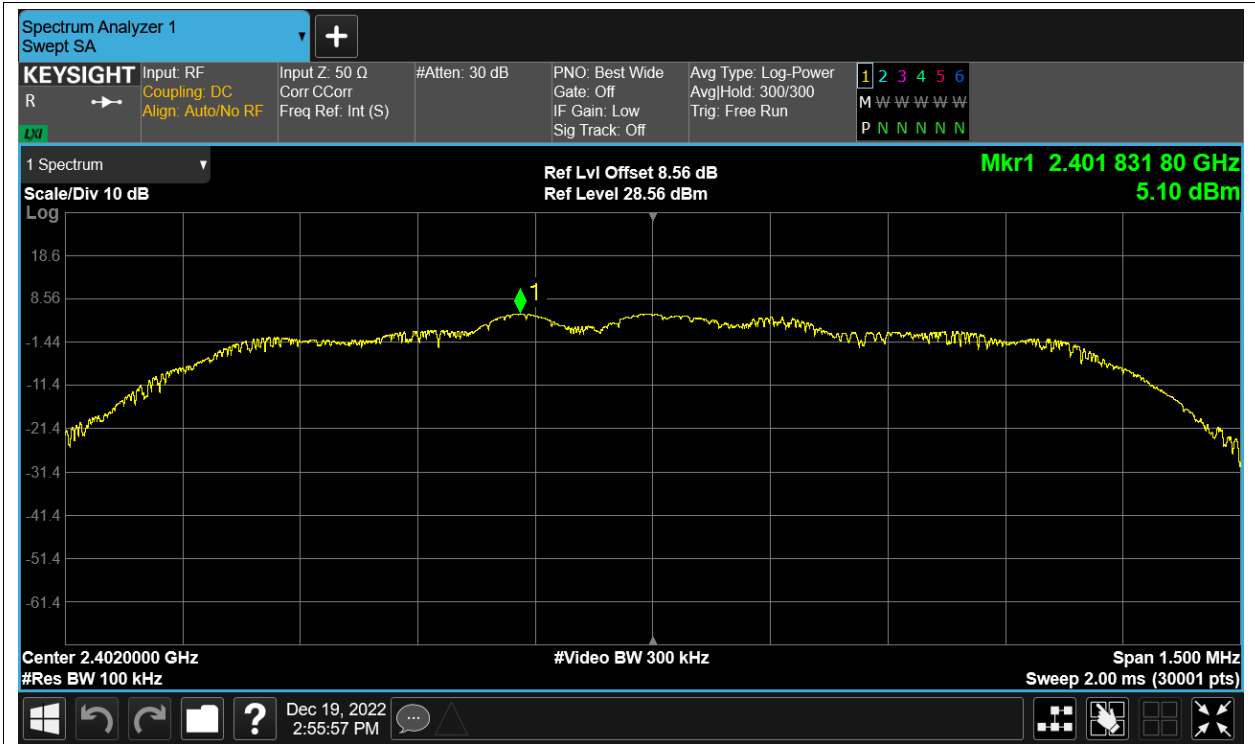 Spectrum Analyzer 1
Swept SA
KEYSIGHT
R
LXI
Input: RF
Coupling: DC
Align: Auto/No RF
Input Z: 50 Ω
Corr CCorr
Freq Ref: Int (S)
#Atten: 30 dB
PNO: Best Wide
Gate: Off
IF Gain: Low
Sig Track: Off
Avg Type: Log-Power
Avg|Hold: 300/300
Trig: Free Run
1 2 3 4 5 6
M W W W W W
P N N N N N
1 Spectrum
Scale/Div 10 dB
Log
Ref Lvl Offset 8.56 dB
Ref Level 28.56 dBm
Mkr1 2.401 831 80 GHz
5.10 dBm
18.6
8.56
1
-1.44
-11.4
-21.4
-31.4
-41.4
-51.4
-61.4
Center 2.4020000 GHz
#Video BW 300 kHz
Span 1.500 MHz
#Res BW 100 kHz
Sweep 2.00 ms (30001 pts)
?
Dec 19, 2022
2:55:57 PM